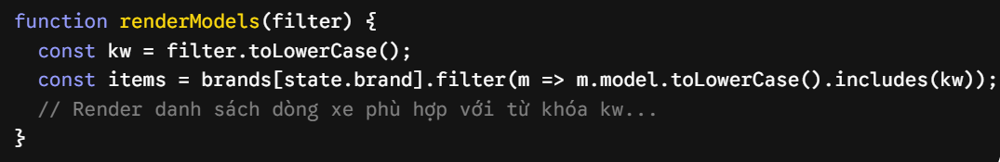 function renderModels(filter) {
  const kw = filter.toLowerCase();
  const items = brands[state.brand].filter(m => m.model.toLowerCase().includes(kw));
  // Render danh sách dòng xe phù hợp với từ khóa kw...
}